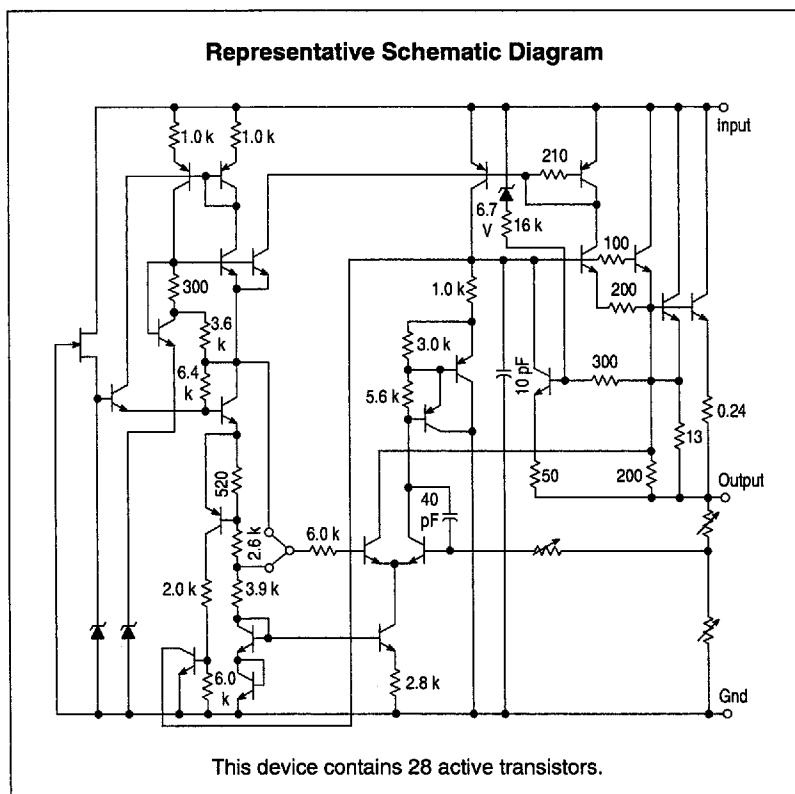 Representative Schematic Diagram
Input
1.0 k
1.0 k
210
6.7 V
16 k
100
300
1.0 k
200
3.6 k
3.0 k
10 pF
300
6.4 k
5.6 k
0.24
13
520
50
200
Output
40 pF
2.6 k
6.0 k
2.0 k
3.9 k
6.0 k
2.8 k
Gnd
This device contains 28 active transistors.